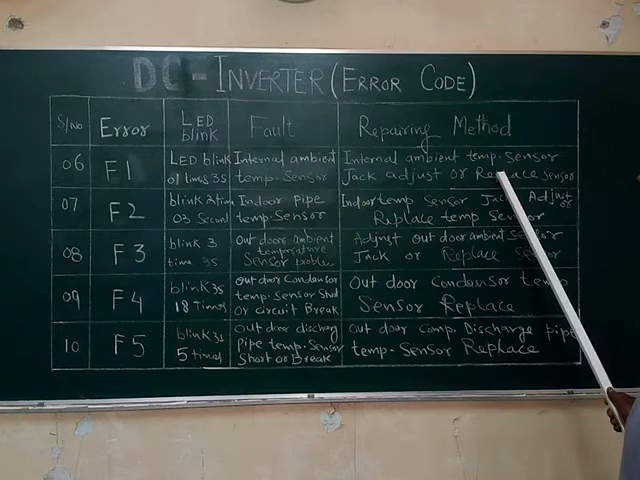 DC - INVERTER (ERROR CODE)
S/No Error LED blink Fault Repairing Method
06 F1 LED blink 01 times 3s Internal ambient temp. Sensor Internal ambient temp. Sensor Jack adjust or Replace Sensor
07 F2 blink 2 time 03 Second Indoor pipe temp. Sensor Indoor temp Sensor Jack Adjust or Replace temp Sensor
08 F3 blink 3 time 3s Out door ambient temprature Sensor problem Adjust out door ambient Sensor Jack or Replace Sensor
09 F4 blink 3s 18 Times Out door Condensor temp. Sensor Shot Or circuit Break Out door Condensor temp Sensor Replace
10 F5 blink 3s 5 times Out door discharg Pipe temp. Sensor Short or Break Out door Comp. Discharge pipe temp. Sensor Replace